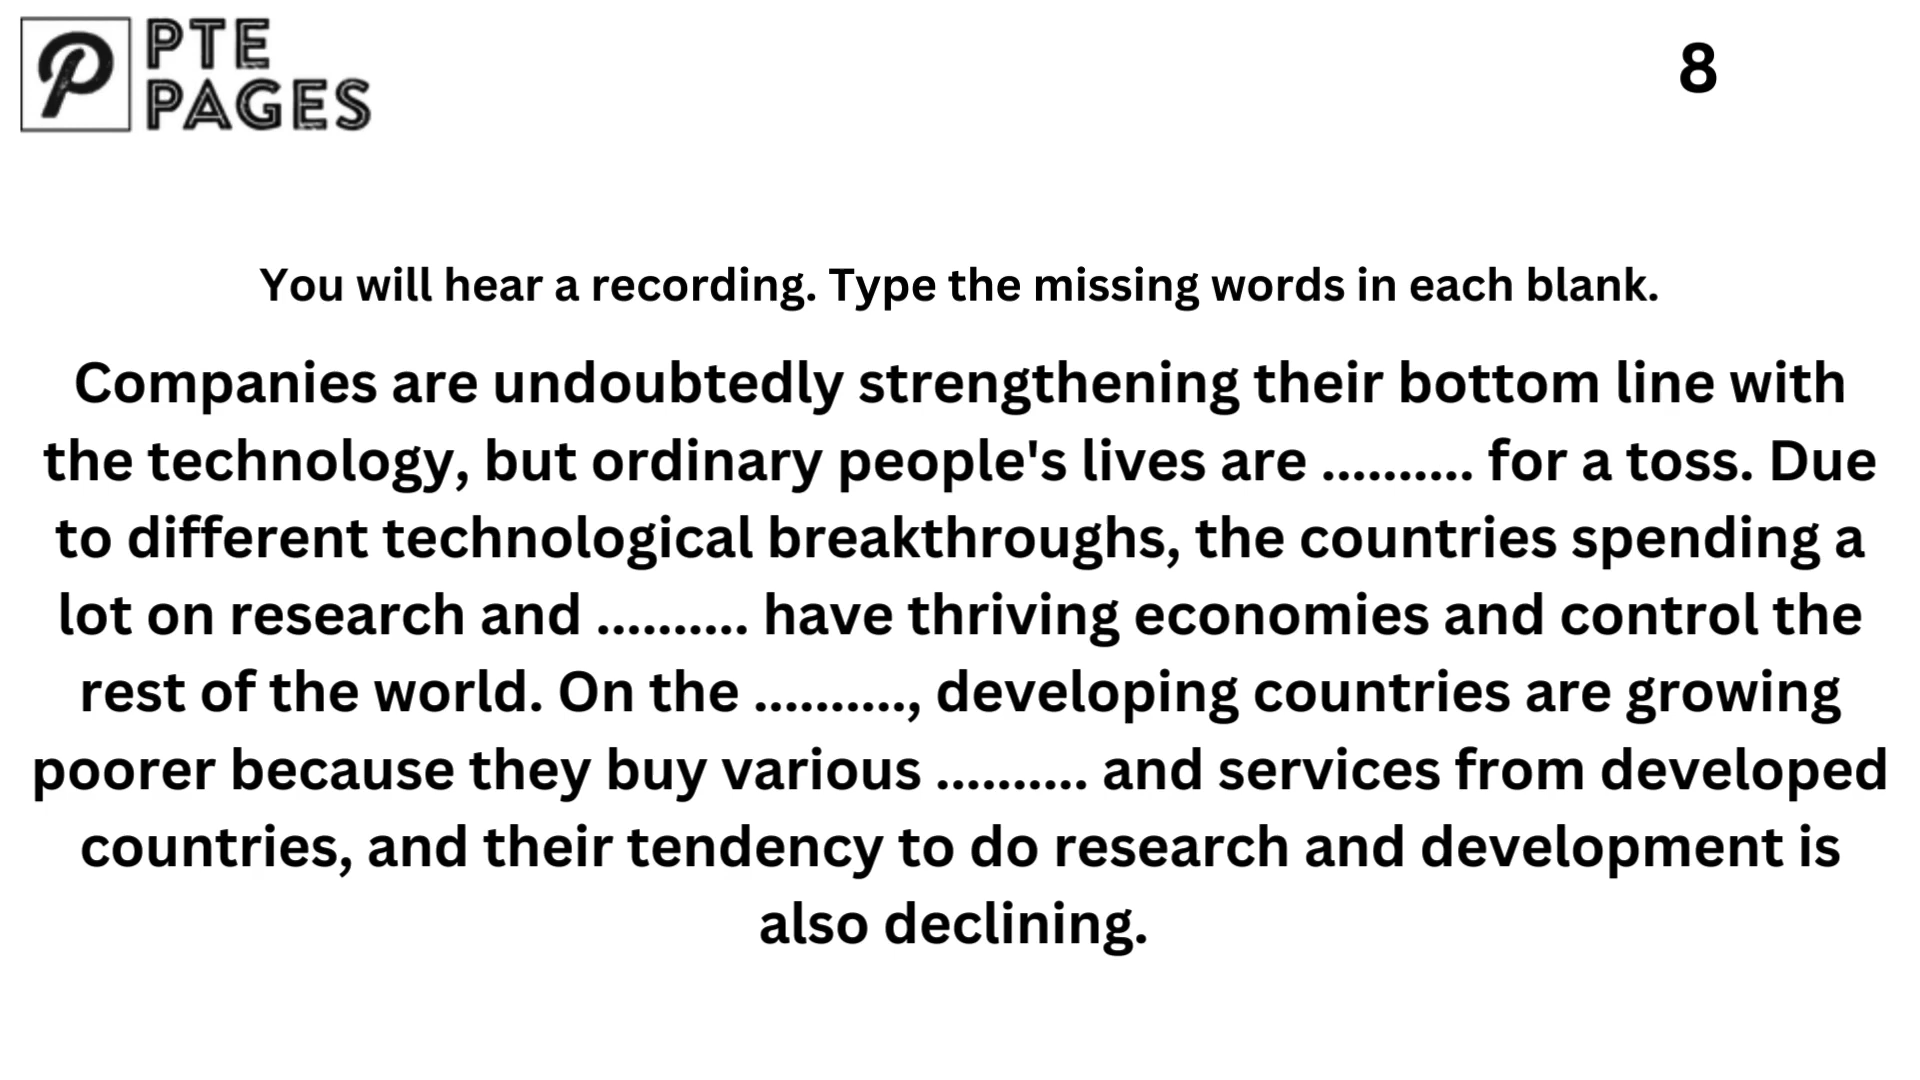 PTE
PAGES
8
You will hear a recording. Type the missing words in each blank.
Companies are undoubtedly strengthening their bottom line with
the technology, but ordinary people's lives are .......... for a toss. Due
to different technological breakthroughs, the countries spending a
lot on research and .......... have thriving economies and control the
rest of the world. On the .........., developing countries are growing
poorer because they buy various .......... and services from developed
countries, and their tendency to do research and development is
also declining.